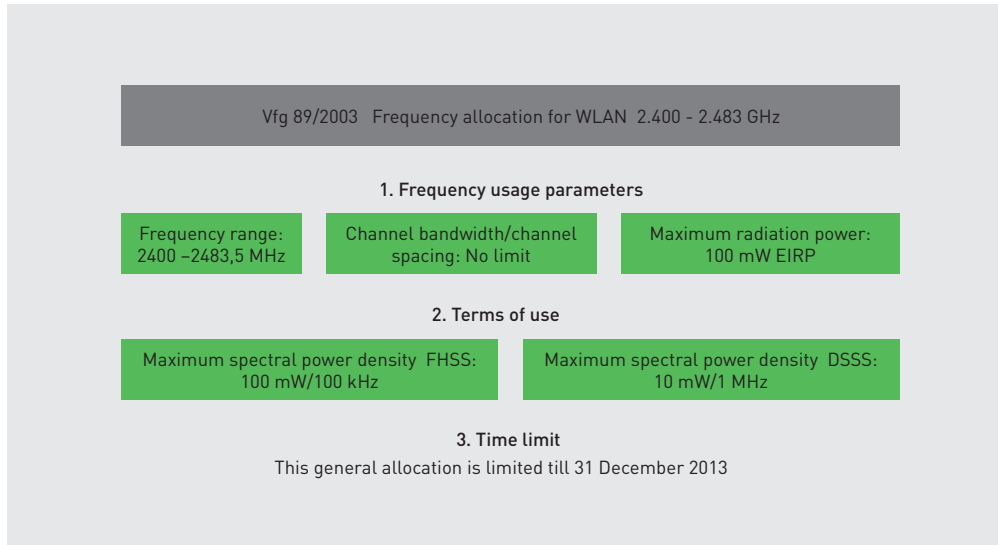 Vfg 89/2003 Frequency allocation for WLAN 2.400 - 2.483 GHz
1. Frequency usage parameters
Frequency range:
2400 –2483,5 MHz
Channel bandwidth/channel
spacing: No limit
Maximum radiation power:
100 mW EIRP
2. Terms of use
Maximum spectral power density FHSS:
100 mW/100 kHz
Maximum spectral power density DSSS:
10 mW/1 MHz
3. Time limit
This general allocation is limited till 31 December 2013